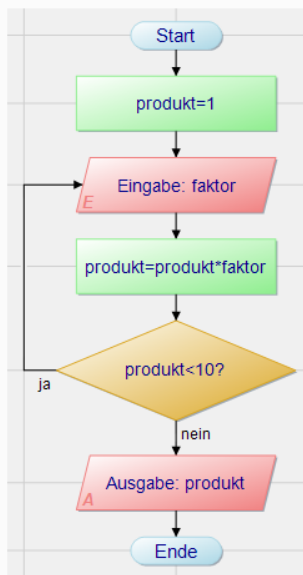 Start
produkt=1
Eingabe: faktor
E
produkt=produkt*faktor
produkt<10?
ja
nein
Ausgabe: produkt
A
Ende